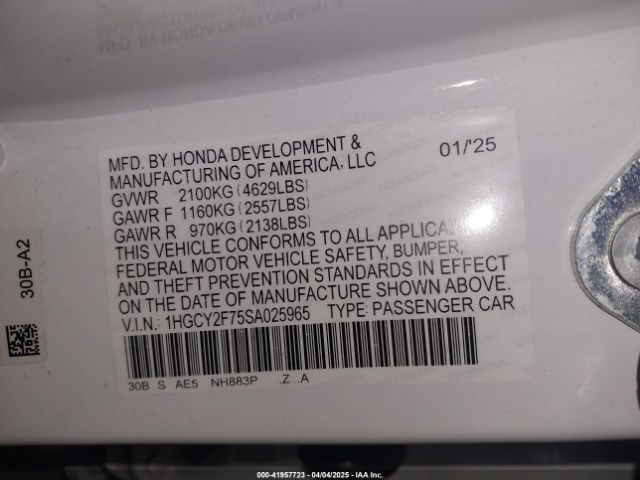 MFD. BY HONDA DEVELOPMENT &
MANUFACTURING OF AMERICA, LLC 01/'25
GVWR 2100KG (4629LBS)
GAWR F 1160KG (2557LBS)
GAWR R 970KG (2138LBS)
THIS VEHICLE CONFORMS TO ALL APPLICA
FEDERAL MOTOR VEHICLE SAFETY, BUMPER,
AND THEFT PREVENTION STANDARDS IN EFFECT
ON THE DATE OF MANUFACTURE SHOWN ABOVE.
V.I.N.: 1HGCY2F75SA025965 TYPE: PASSENGER CAR
30B S AE5 NH883P .Z .A
30B-A2
000-41957723 - 04/04/2025 - IAA Inc.